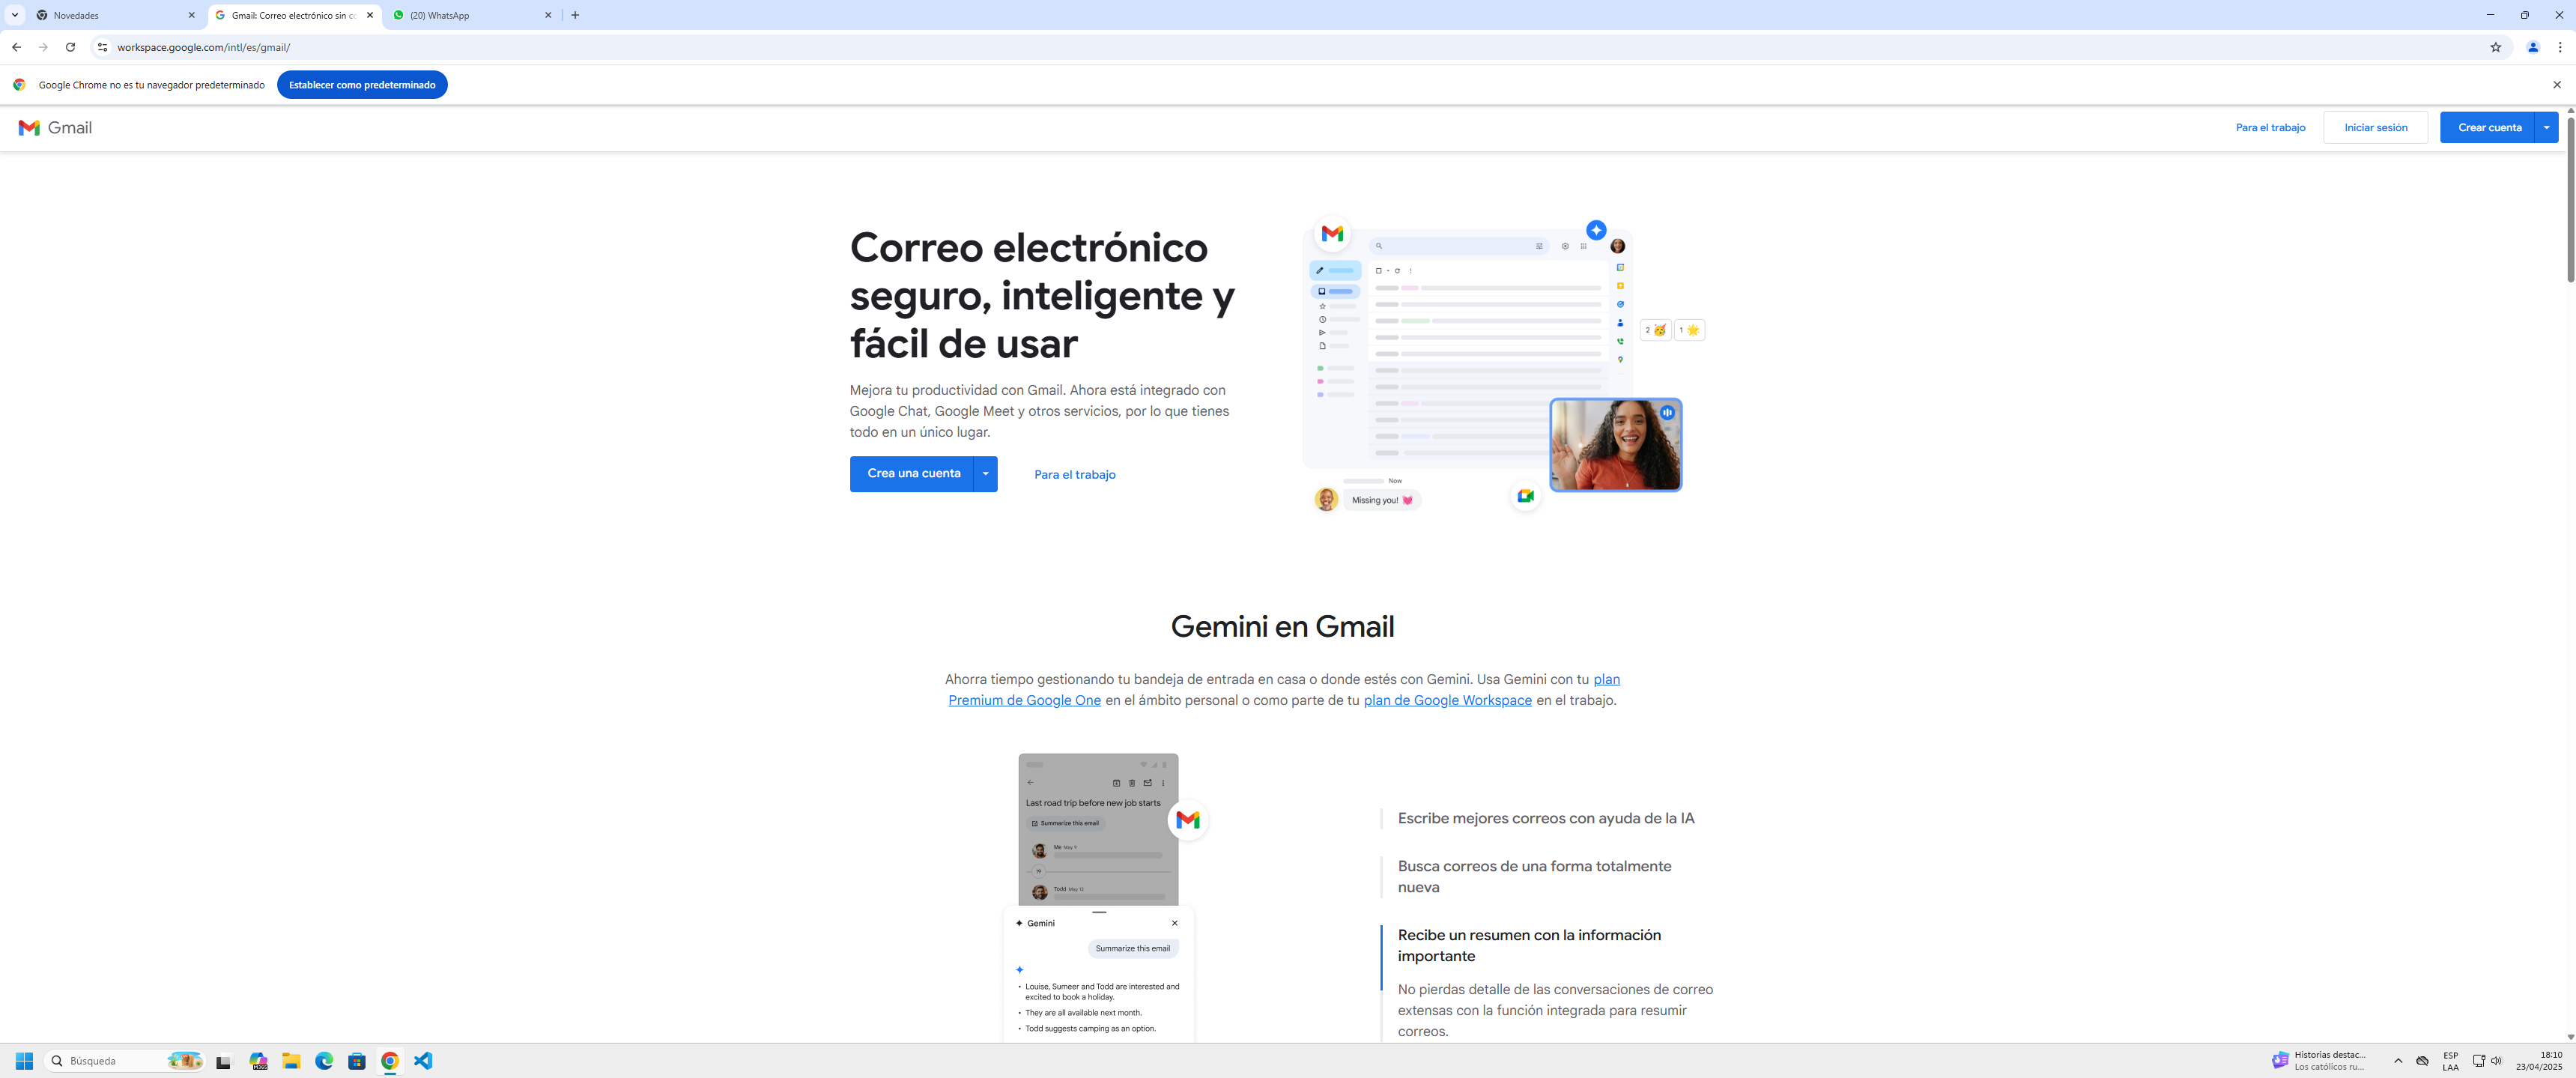 Novedades
Gmail: Correo electrónico sin co
(20) WhatsApp
workspace.google.com/intl/es/gmail/
Google Chrome no es tu navegador predeterminado
Establecer como predeterminado
Gmail
Para el trabajo
Iniciar sesión
Crear cuenta
Correo electrónico
seguro, inteligente y
fácil de usar
Mejora tu productividad con Gmail. Ahora está integrado con
Google Chat, Google Meet y otros servicios, por lo que tienes
todo en un único lugar.
Crea una cuenta
Para el trabajo
2
1
Now
Missing you!
Gemini en Gmail
Ahorra tiempo gestionando tu bandeja de entrada en casa o donde estés con Gemini. Usa Gemini con tu plan
Premium de Google One en el ámbito personal o como parte de tu plan de Google Workspace en el trabajo.
Last road trip before new job starts
Summarize this email
Me May 9
19
Todd May 12
Gemini
Summarize this email
• Louise, Sumeer and Todd are interested and
excited to book a holiday.
• They are all available next month.
• Todd suggests camping as an option.
Escribe mejores correos con ayuda de la IA
Busca correos de una forma totalmente
nueva
Recibe un resumen con la información
importante
No pierdas detalle de las conversaciones de correo
extensas con la función integrada para resumir
correos.
Búsqueda
M365
Historias destac...
Los católicos ru...
ESP
LAA
18:10
23/04/2025